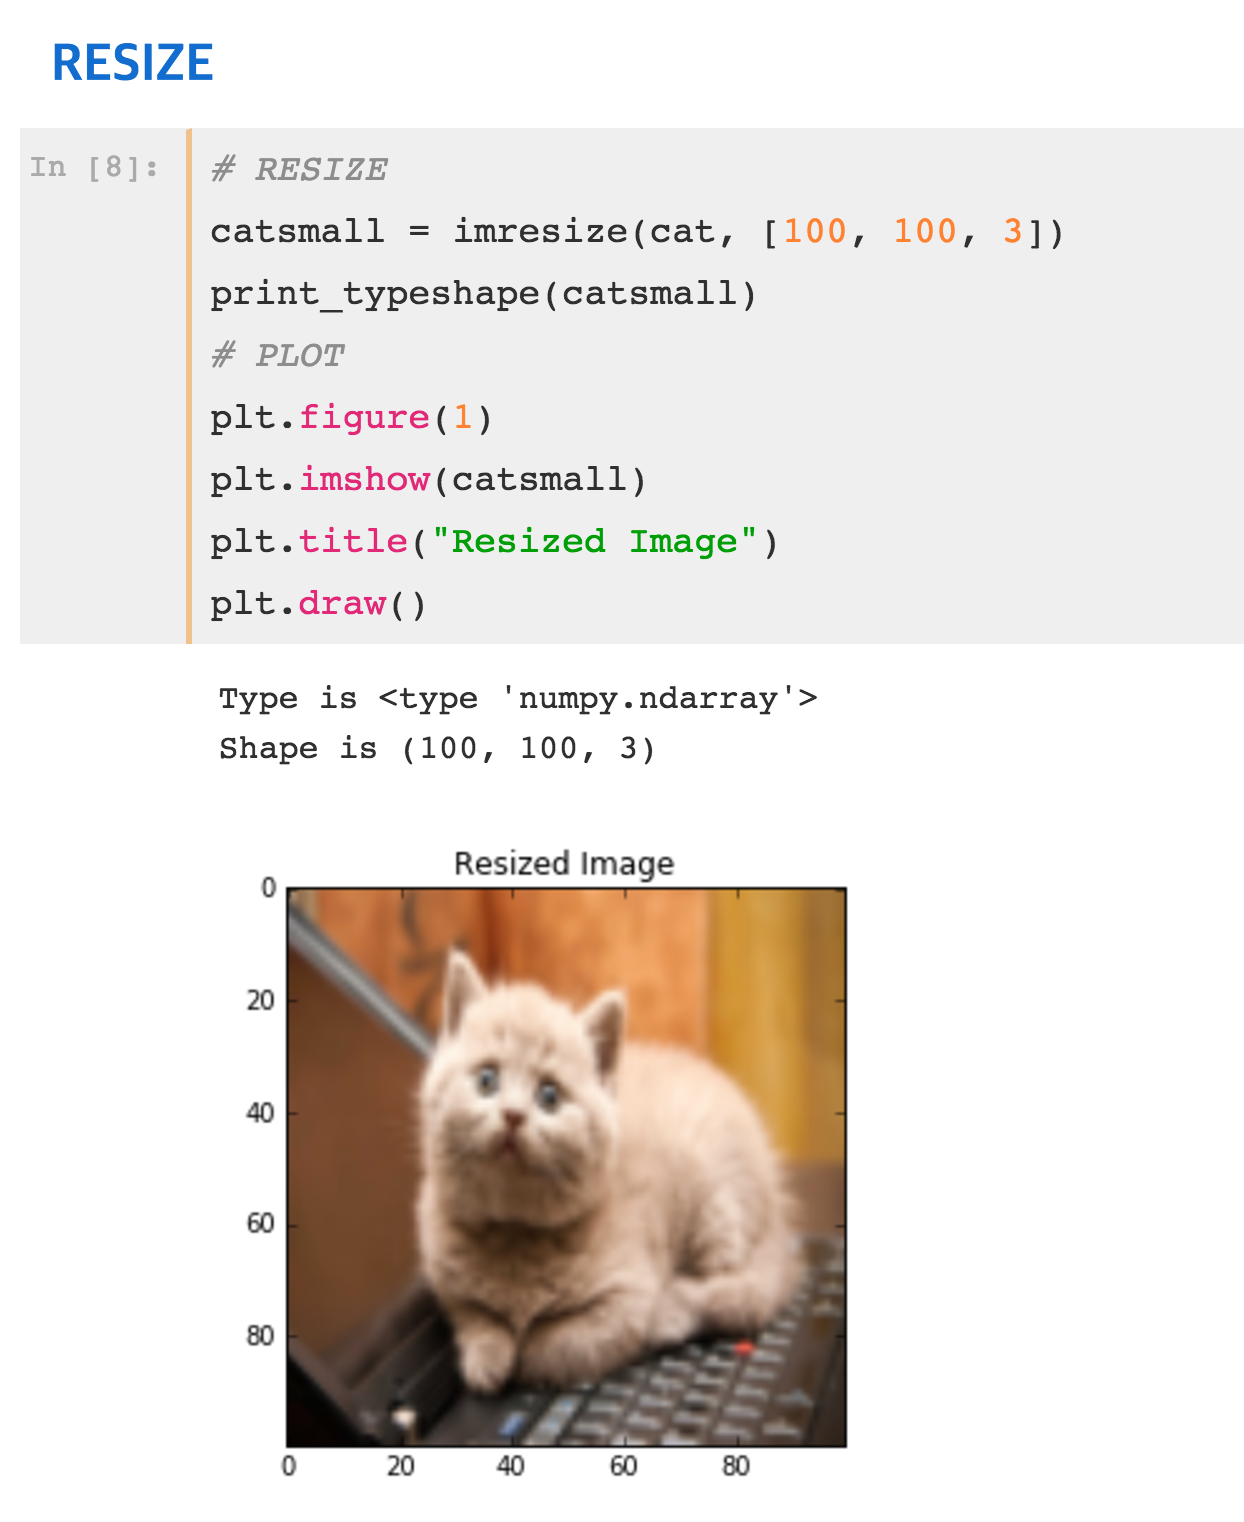 RESIZE
In [8]:
# RESIZE
catsmall = imresize(cat, [100, 100, 3])
print_typeshape(catsmall)
# PLOT
plt.figure(1)
plt.imshow(catsmall)
plt.title("Resized Image")
plt.draw()
Type is <type 'numpy.ndarray'>
Shape is (100, 100, 3)
Resized Image
0
20
40
60
80
0 20 40 60 80